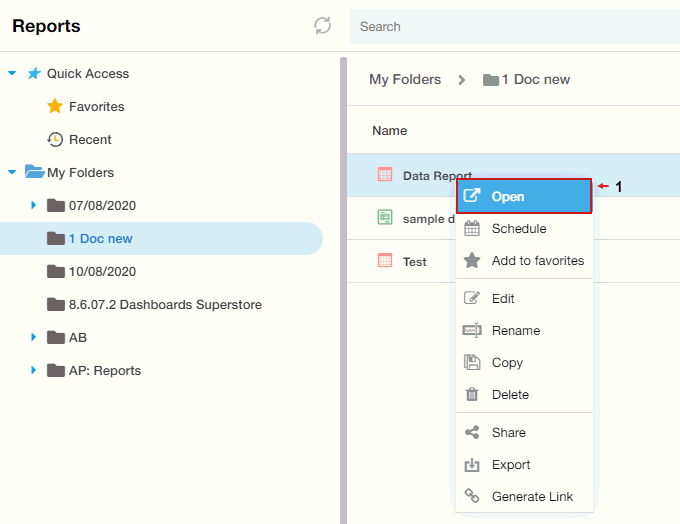 Reports
Search
Quick Access
Favorites
Recent
My Folders
07/08/2020
1 Doc new
10/08/2020
8.6.07.2 Dashboards Superstore
AB
AP: Reports
My Folders
1 Doc new
Name
Data Report
sample d
Test
Open
1
Schedule
Add to favorites
Edit
Rename
Copy
Delete
Share
Export
Generate Link